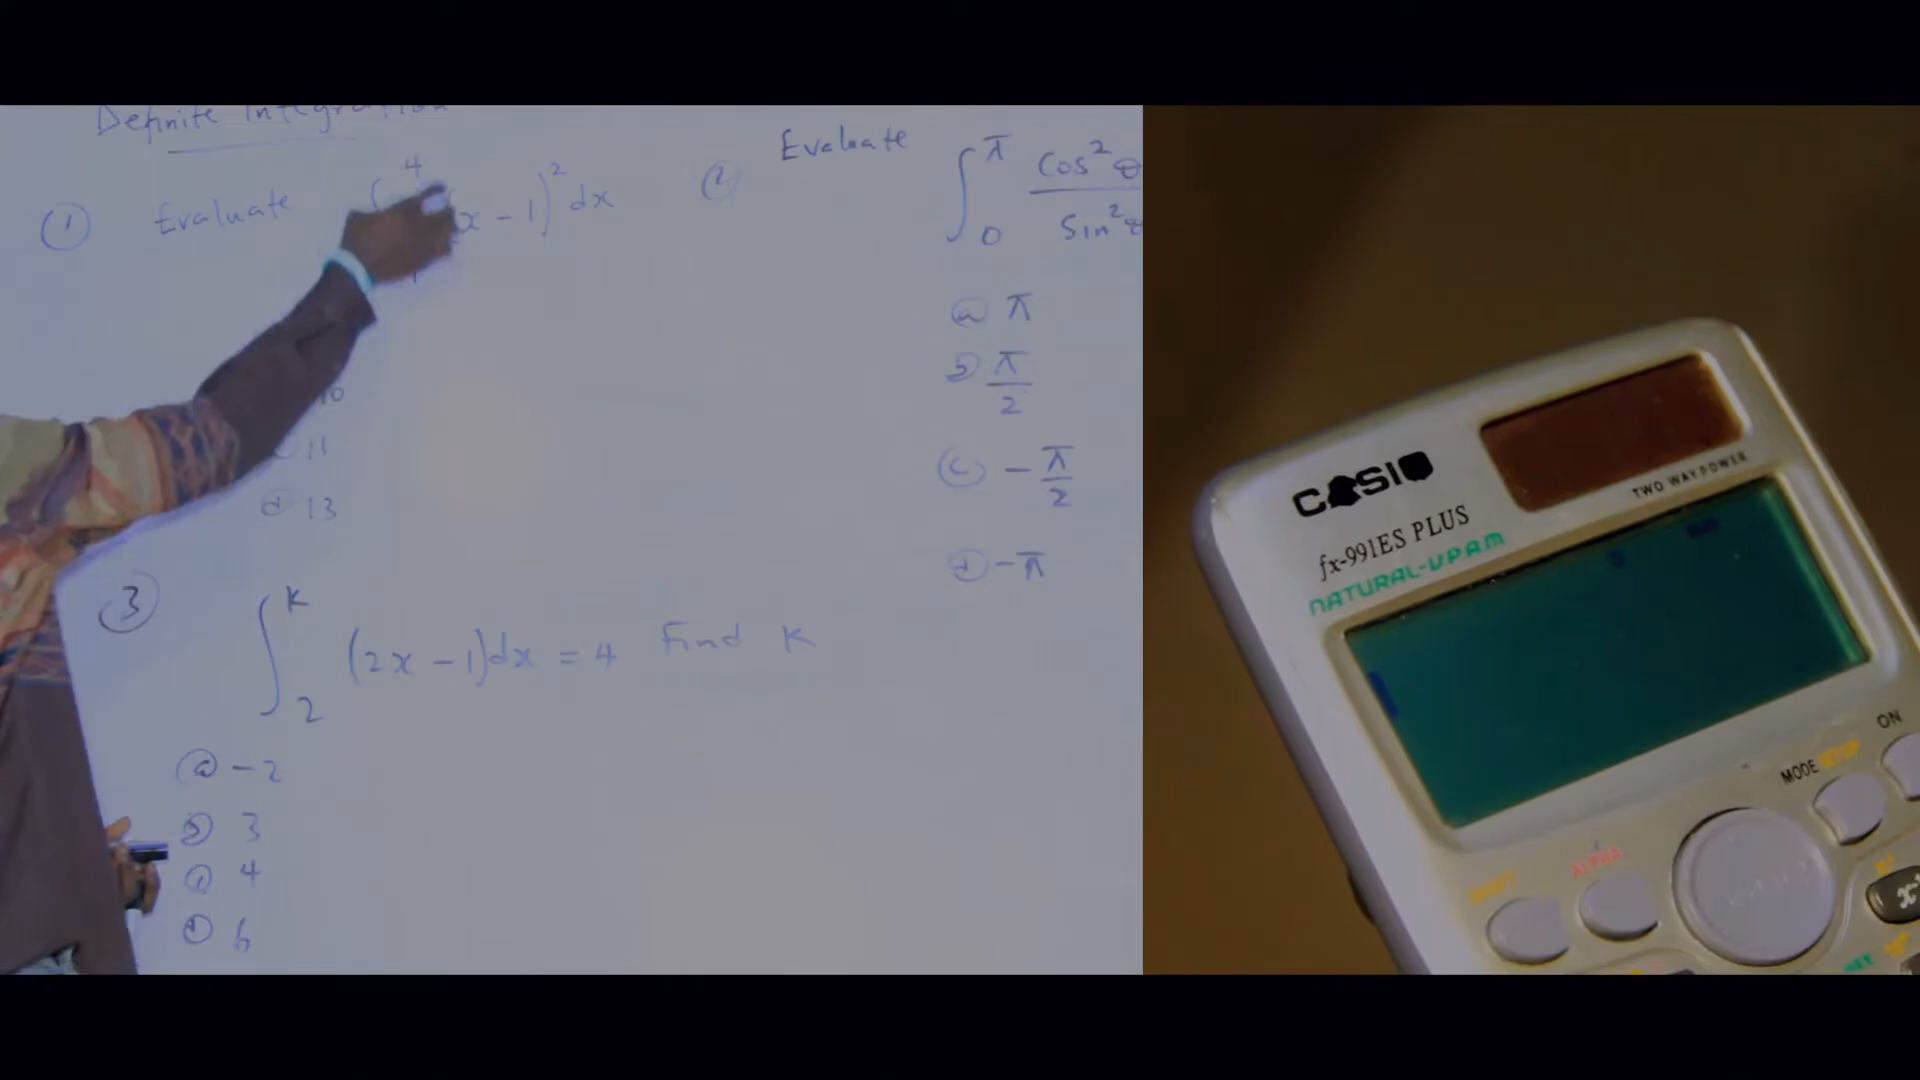 Definite Integration
① Evaluate ∫ 4 x - 1)² dx
10
11
ⓓ 13
② Evaluate
∫₀^π Cos²θ / Sin²θ
ⓐ π
ⓑ π/2
ⓒ -π/2
ⓓ -π
③ ∫₂^K (2x - 1)dx = 4 Find K
ⓐ -2
ⓑ 3
ⓒ 4
ⓓ 6
CASIO
TWO WAY POWER
fx-991ES PLUS
NATURAL-V.P.A.M.
ON
MODE SETUP
ALPHA
SHIFT